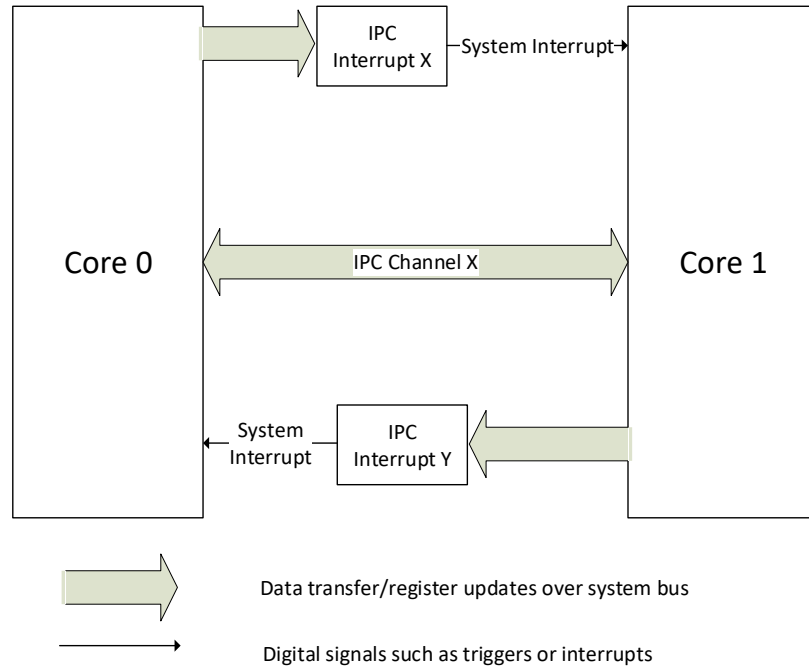 IPC
Interrupt X
System Interrupt
Core 0
IPC Channel X
Core 1
System
Interrupt
IPC
Interrupt Y
Data transfer/register updates over system bus
Digital signals such as triggers or interrupts